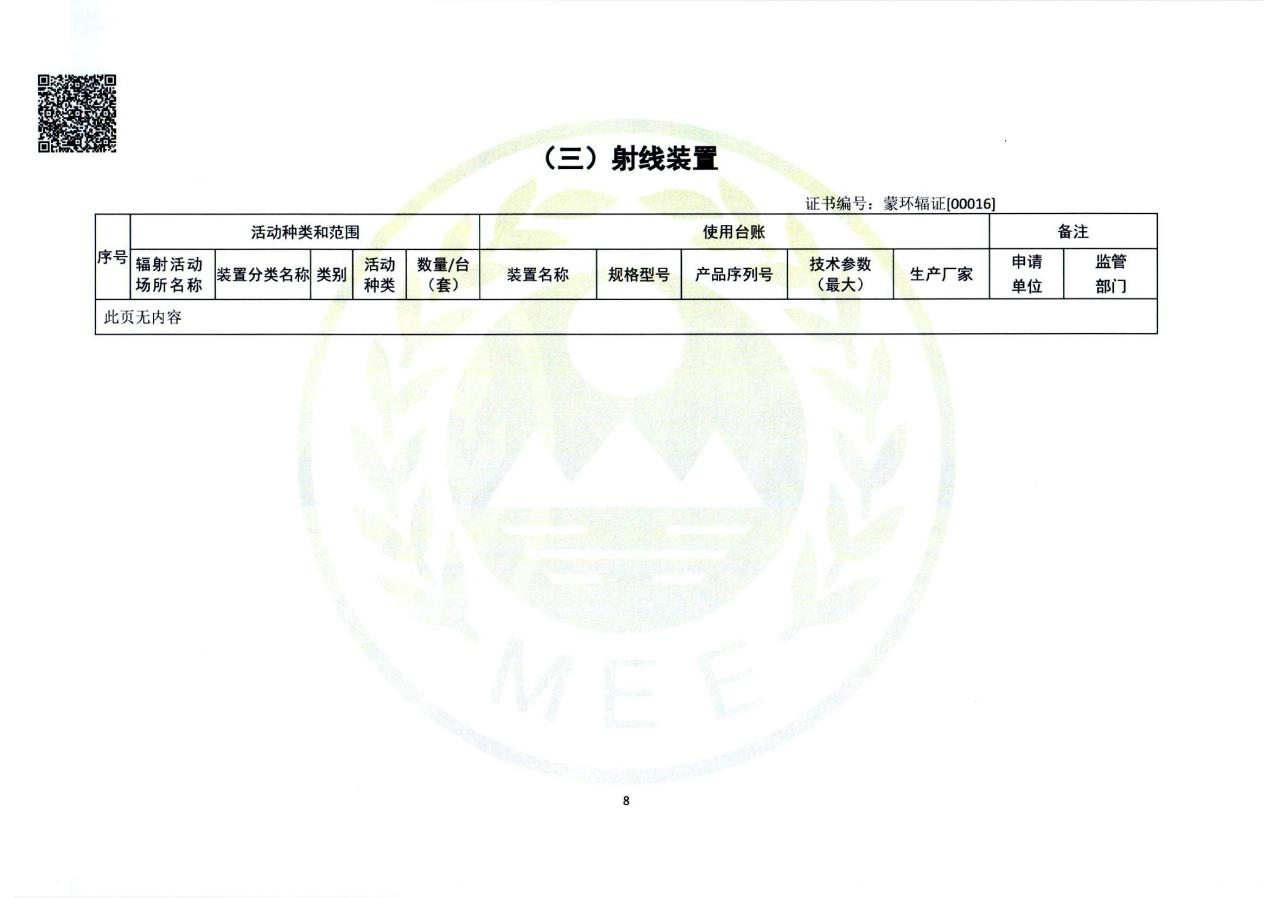 （三）射线装置
证书编号：蒙环辐证[00016]
序号 活动种类和范围 使用台账 备注
辐射活动场所名称 装置分类名称 类别 活动种类 数量/台（套） 装置名称 规格型号 产品序列号 技术参数（最大） 生产厂家 申请单位 监管部门
此页无内容
MEE
8